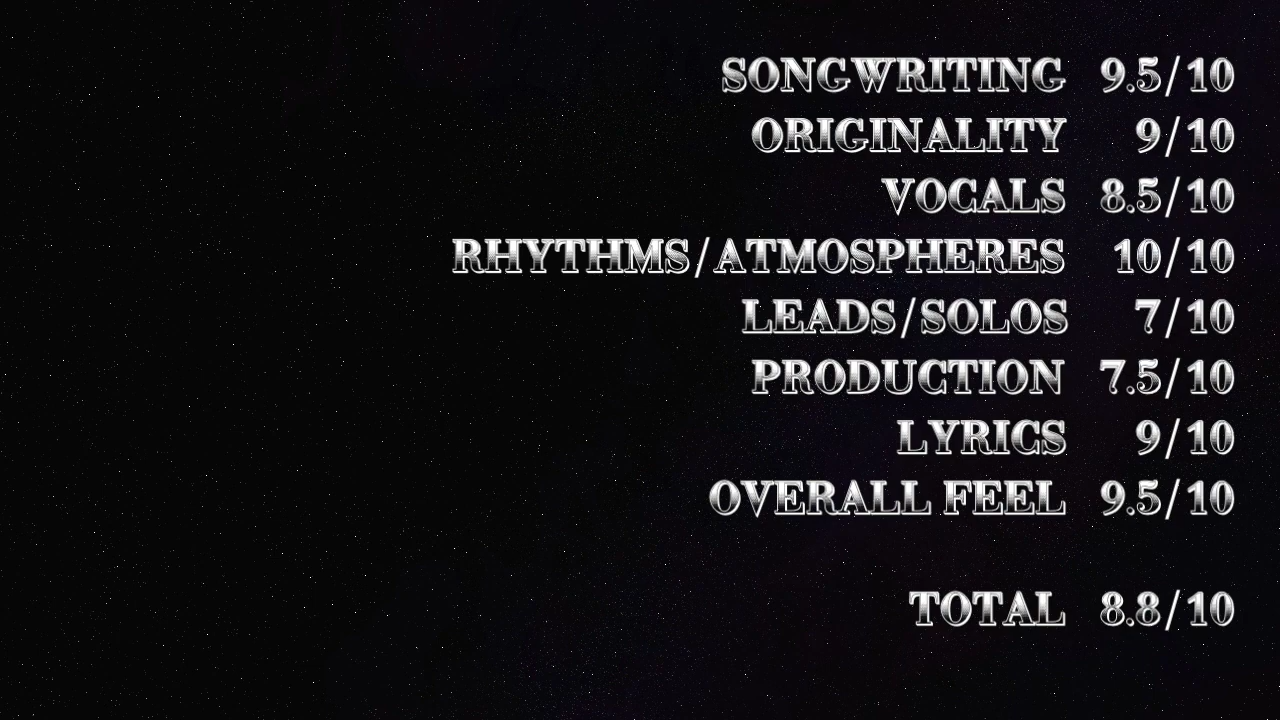 SONGWRITING 9.5/10
ORIGINALITY 9/10
VOCALS 8.5/10
RHYTHMS/ATMOSPHERES 10/10
LEADS/SOLOS 7/10
PRODUCTION 7.5/10
LYRICS 9/10
OVERALL FEEL 9.5/10
TOTAL 8.8/10